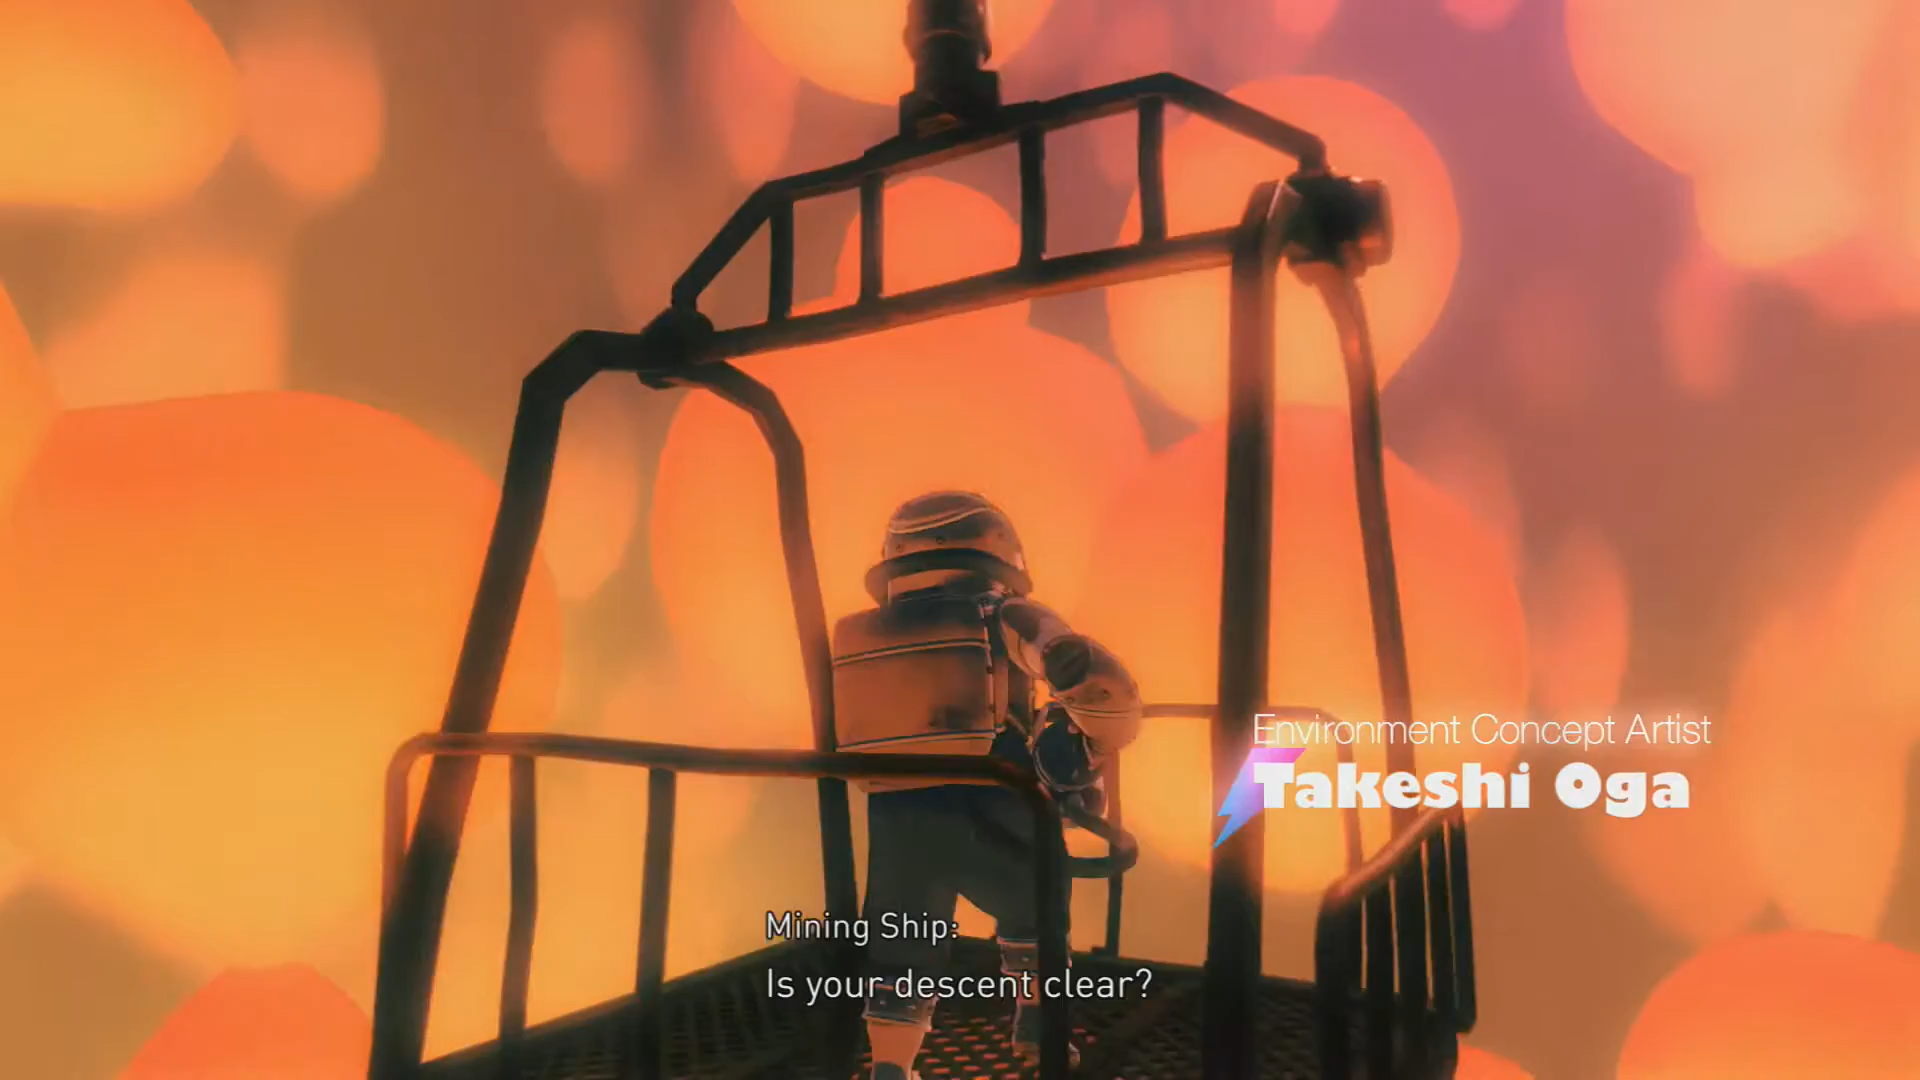 Environment Concept Artist
Takeshi Oga
Mining Ship:
Is your descent clear?